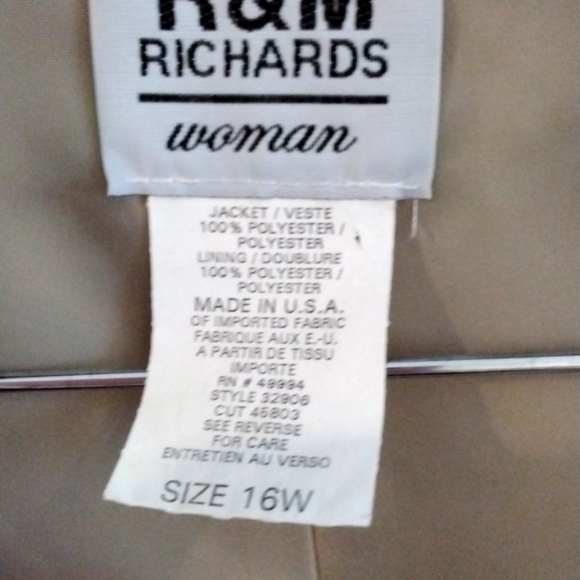 R&M
RICHARDS
woman
JACKET / VESTE
100% POLYESTER /
POLYESTER
LINING / DOUBLURE
100% POLYESTER /
POLYESTER
MADE IN U.S.A.
OF IMPORTED FABRIC
FABRIQUE AUX E.-U.
A PARTIR DE TISSU
IMPORTE
RN # 49994
STYLE 32906
CUT 45803
SEE REVERSE
FOR CARE
ENTRETIEN AU VERSO
SIZE 16W